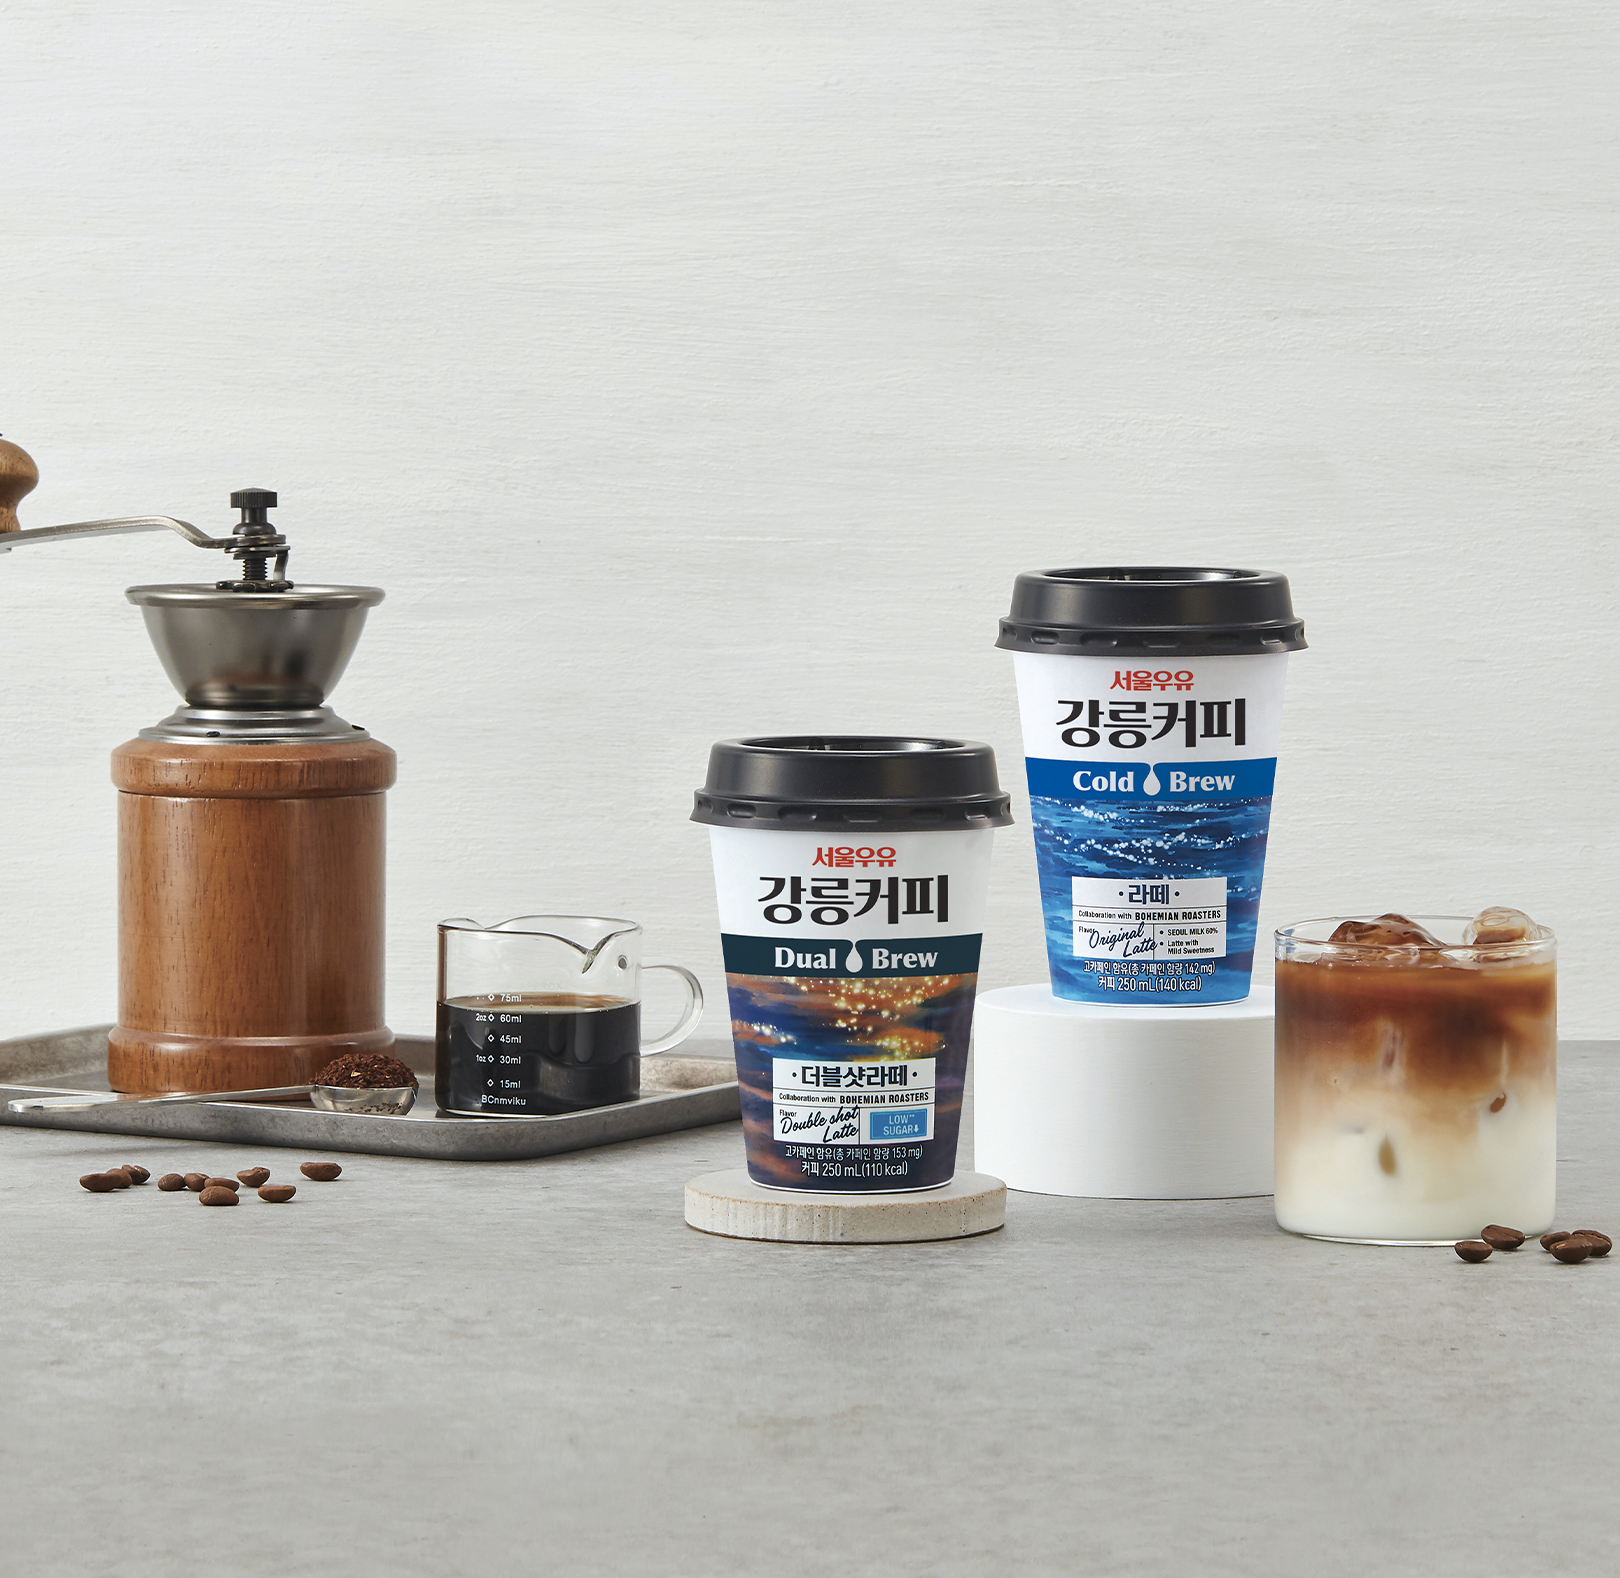 75ml
2oz 60ml
45ml
1oz 30ml
15ml
BCnmviku
서울우유
강릉커피
Dual Brew
·더블샷라떼·
Collaboration with BOHEMIAN ROASTERS
Flavor
Double shot
Latte
LOW
SUGAR↓
고카페인 함유(총 카페인 함량 153 mg)
커피 250 mL(110 kcal)
서울우유
강릉커피
Cold Brew
·라떼·
Collaboration with BOHEMIAN ROASTERS
Flavor
Original
Latte
• SEOUL MILK 60%
• Latte with
Mild Sweetness
고카페인 함유(총 카페인 함량 142 mg)
커피 250 mL(140 kcal)